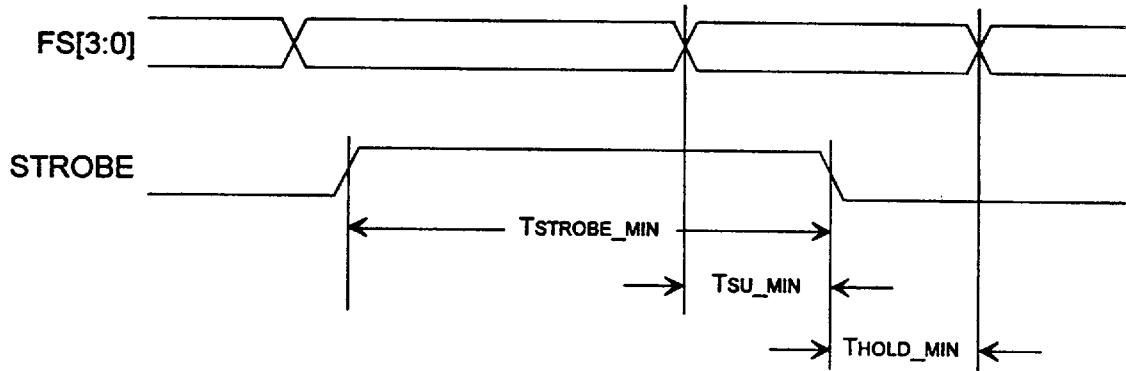 FS[3:0]
STROBE
TSTROBE_MIN
TSU_MIN
THOLD_MIN